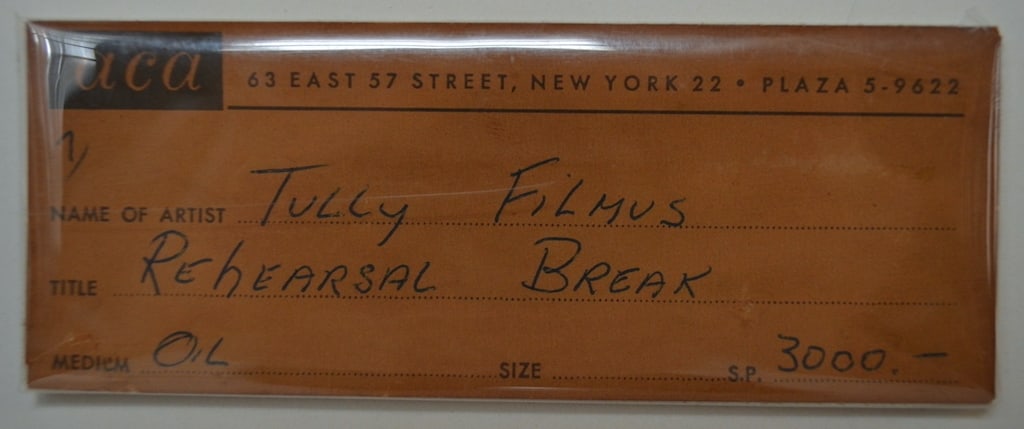 aca 63 EAST 57 STREET, NEW YORK 22 • PLAZA 5-9622
NAME OF ARTIST TULLY FILMUS
TITLE REHEARSAL BREAK
MEDIUM OIL SIZE S.P. 3000.—